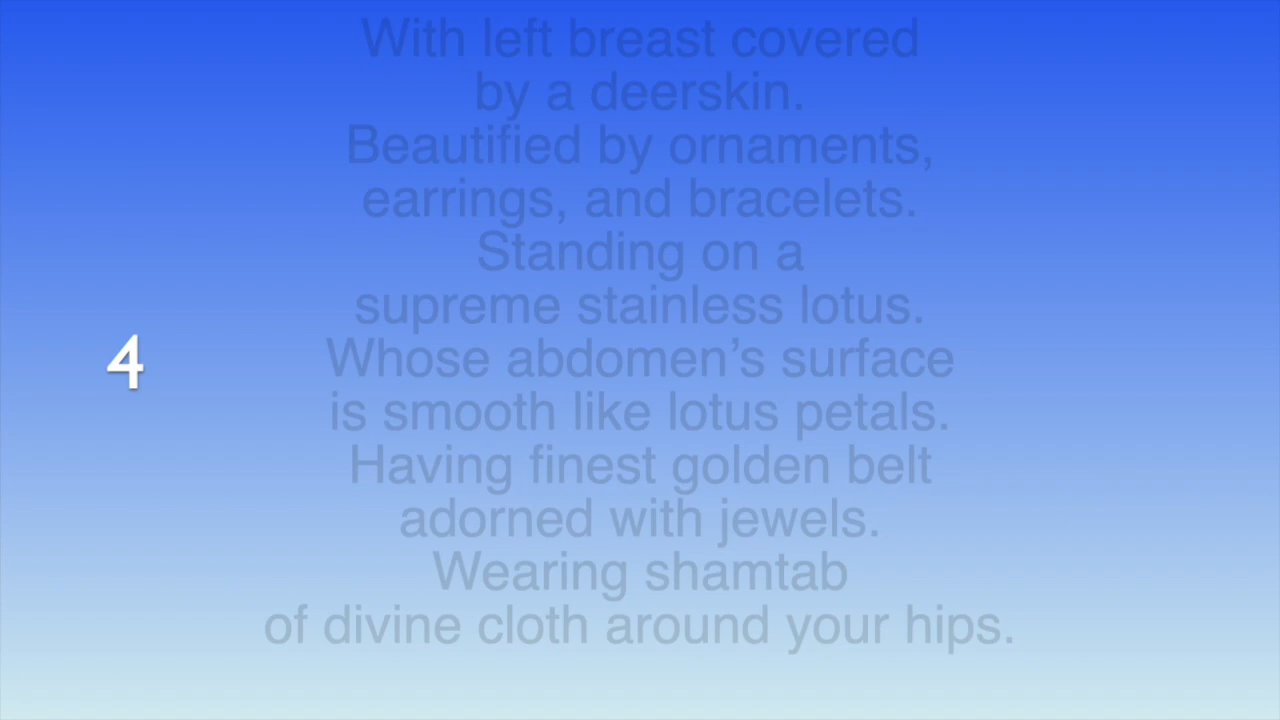 With left breast covered
by a deerskin.
Beautified by ornaments,
earrings, and bracelets.
Standing on a
supreme stainless lotus.
4
Whose abdomen’s surface
is smooth like lotus petals.
Having finest golden belt
adorned with jewels.
Wearing shamtab
of divine cloth around your hips.